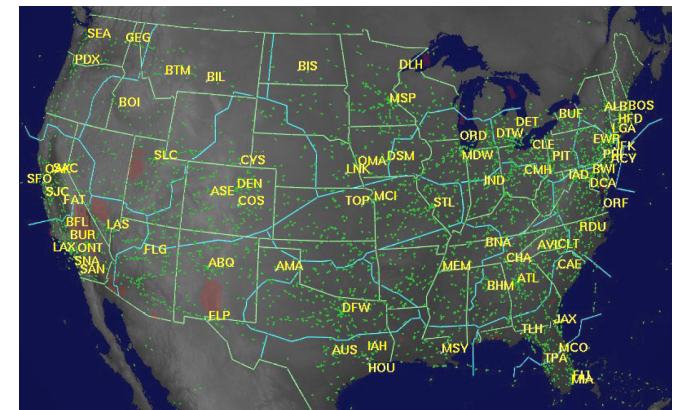 SEA
GEG
PDX
BTM
BIL
BIS
DLH
BOI
MSP
ALB
BOS
HFD
LGA
BUF
DET
DTW
ORD
EWR
JFK
CLE
MDW
PIT
SLC
CYS
LNK
OMA
DSM
CMH
IAD
BWI
DCA
SFO
SJC
FAT
ASE
DEN
COS
TOP
MCI
STL
IND
ORF
RDU
BFL
BUR
LAS
LAX
ONT
SNA
SAN
FLG
ABQ
AMA
MEM
BNA
CHA
AVL
CLT
CAE
BHM
ATL
ELP
DFW
AUS
IAH
HOU
MSY
TLH
JAX
MCO
TPA
MIA